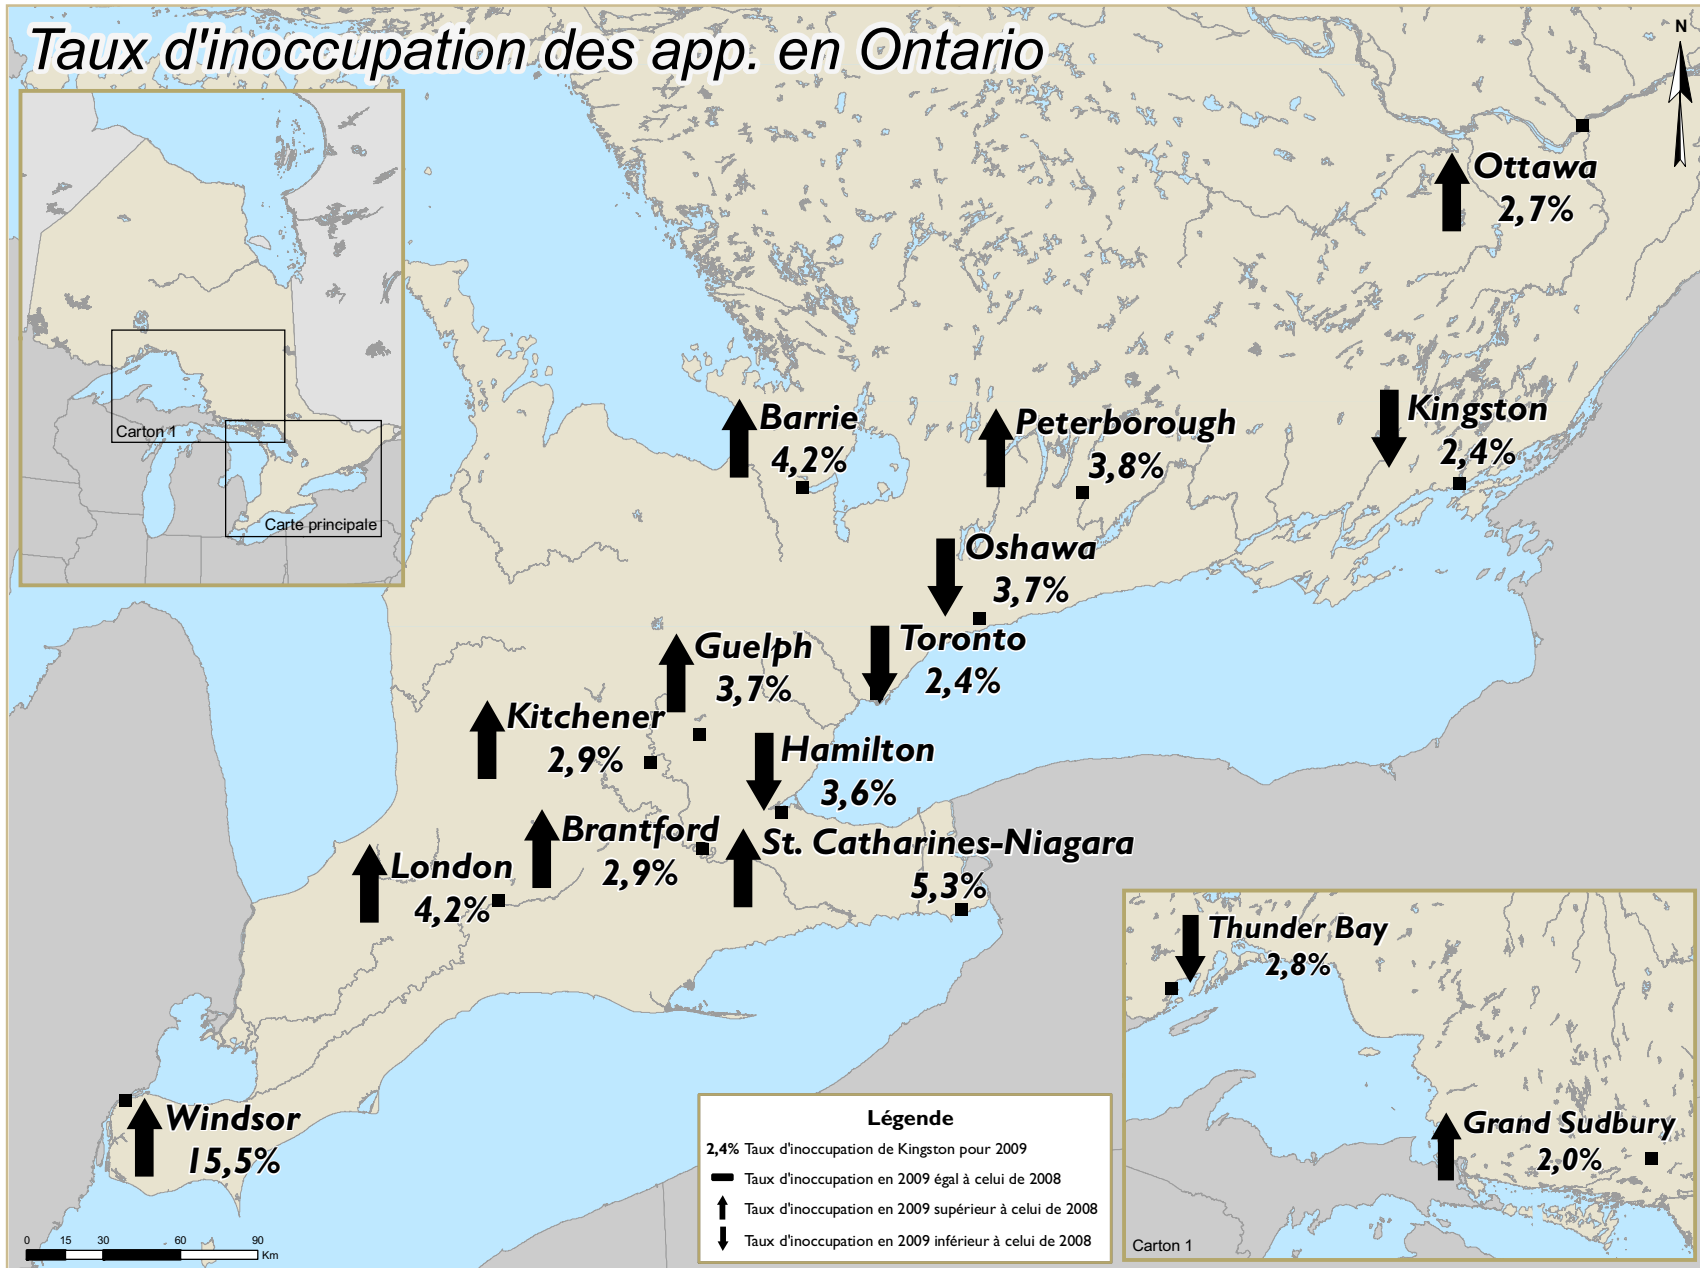 Taux d'inoccupation des app. en Ontario
N
Carton 1
Carte principale
Ottawa
2,7%
Barrie
4,2%
Peterborough
3,8%
Kingston
2,4%
Oshawa
3,7%
Toronto
2,4%
Guelph
3,7%
Kitchener
2,9%
Hamilton
3,6%
Brantford
2,9%
St. Catharines-Niagara
5,3%
London
4,2%
Windsor
15,5%
Thunder Bay
2,8%
Grand Sudbury
2,0%
Carton 1
Légende
2,4% Taux d'inoccupation de Kingston pour 2009
Taux d'inoccupation en 2009 égal à celui de 2008
Taux d'inoccupation en 2009 supérieur à celui de 2008
Taux d'inoccupation en 2009 inférieur à celui de 2008
0 15 30 60 90
Km